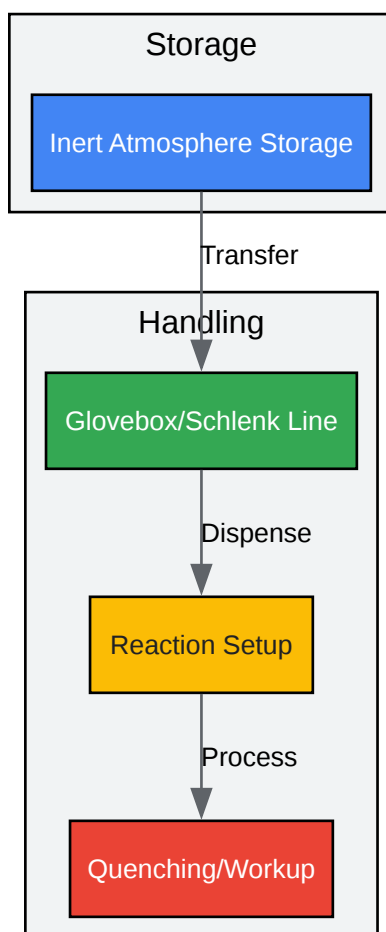 Storage
Inert Atmosphere Storage
Transfer
Handling
Glovebox/Schlenk Line
Dispense
Reaction Setup
Process
Quenching/Workup